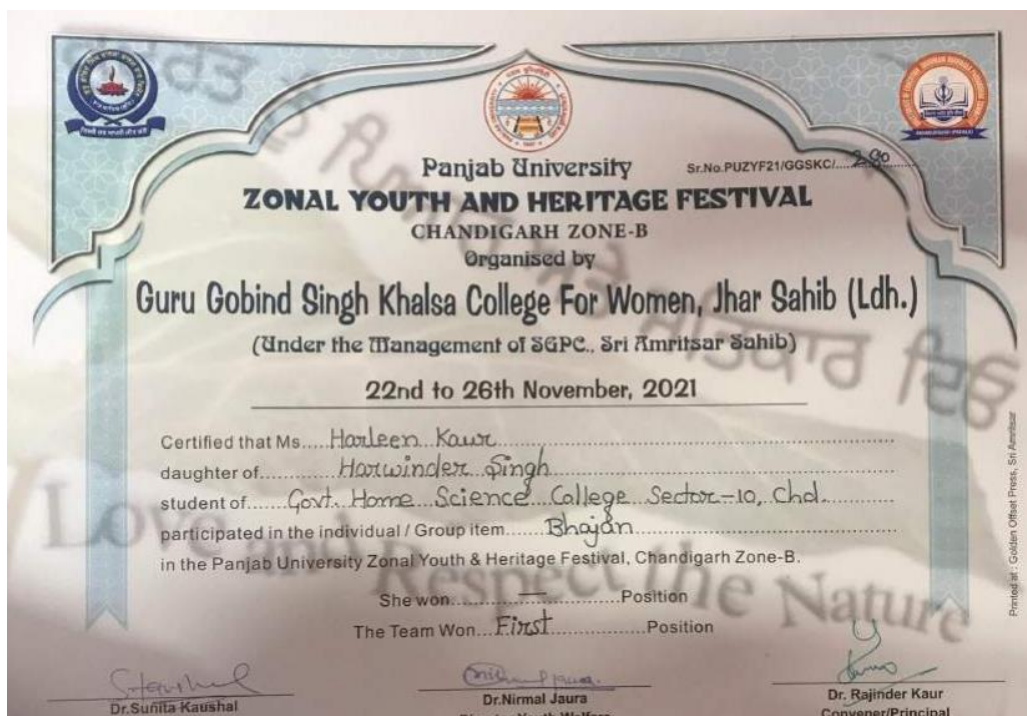 Panjab University
Sr.No.PUZYF21/GGSKC/.....280.....
ZONAL YOUTH AND HERITAGE FESTIVAL
CHANDIGARH ZONE-B
Organised by
Guru Gobind Singh Khalsa College For Women, Jhar Sahib (Ldh.)
(Under the Management of SGPC., Sri Amritsar Sahib)
22nd to 26th November, 2021
Certified that Ms....Harleen Kaur
daughter of.........Harwinder Singh
student of......Govt. Home Science College Sector-10, Chd.
participated in the individual / Group item......Bhajan
in the Panjab University Zonal Youth & Heritage Festival, Chandigarh Zone-B.
She won..........—..........Position
The Team Won...First..............Position
Love and Respect the Nature
Dr.Sunita Kaushal
Dr.Nirmal Jaura
Director Youth Welfare
Dr. Rajinder Kaur
Convener/Principal
Printed at : Golden Offset Press, Sri Amritsar